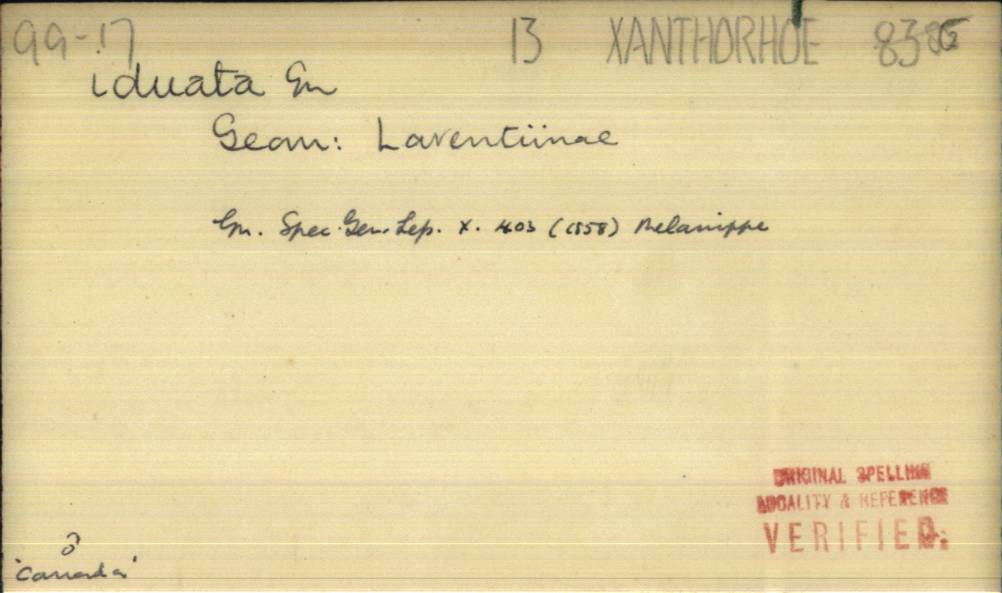 99-17 13 XANTHORHOE 8385
iduata Gn
Geom: Larentiinae
Gn. Spec. Gen. Lep. X. 403 (1858) Melanippe
ORIGINAL SPELLING
LOCALITY & REFERENCE
VERIFIED.
♂
'Canada'